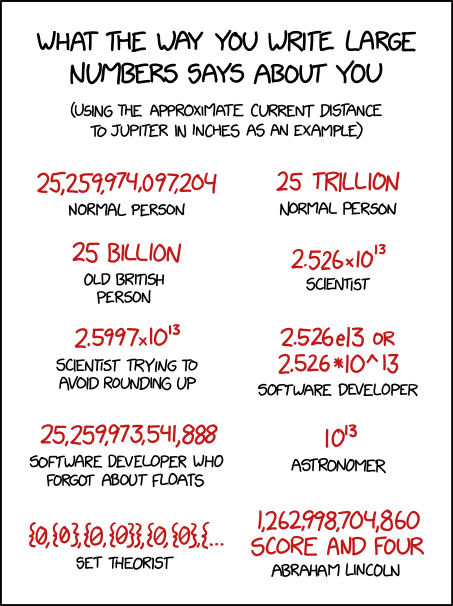 WHAT THE WAY YOU WRITE LARGE
NUMBERS SAYS ABOUT YOU
(USING THE APPROXIMATE CURRENT DISTANCE
TO JUPITER IN INCHES AS AN EXAMPLE)
25,259,974,097,204
NORMAL PERSON
25 TRILLION
NORMAL PERSON
25 BILLION
OLD BRITISH
PERSON
2.526×10¹³
SCIENTIST
2.5997×10¹³
SCIENTIST TRYING TO
AVOID ROUNDING UP
2.526e13 OR
2.526*10^13
SOFTWARE DEVELOPER
25,259,973,541,888
SOFTWARE DEVELOPER WHO
FORGOT ABOUT FLOATS
10¹³
ASTRONOMER
{0,{0},{0,{0}},{0,{0},{...
SET THEORIST
1,262,998,704,860
SCORE AND FOUR
ABRAHAM LINCOLN